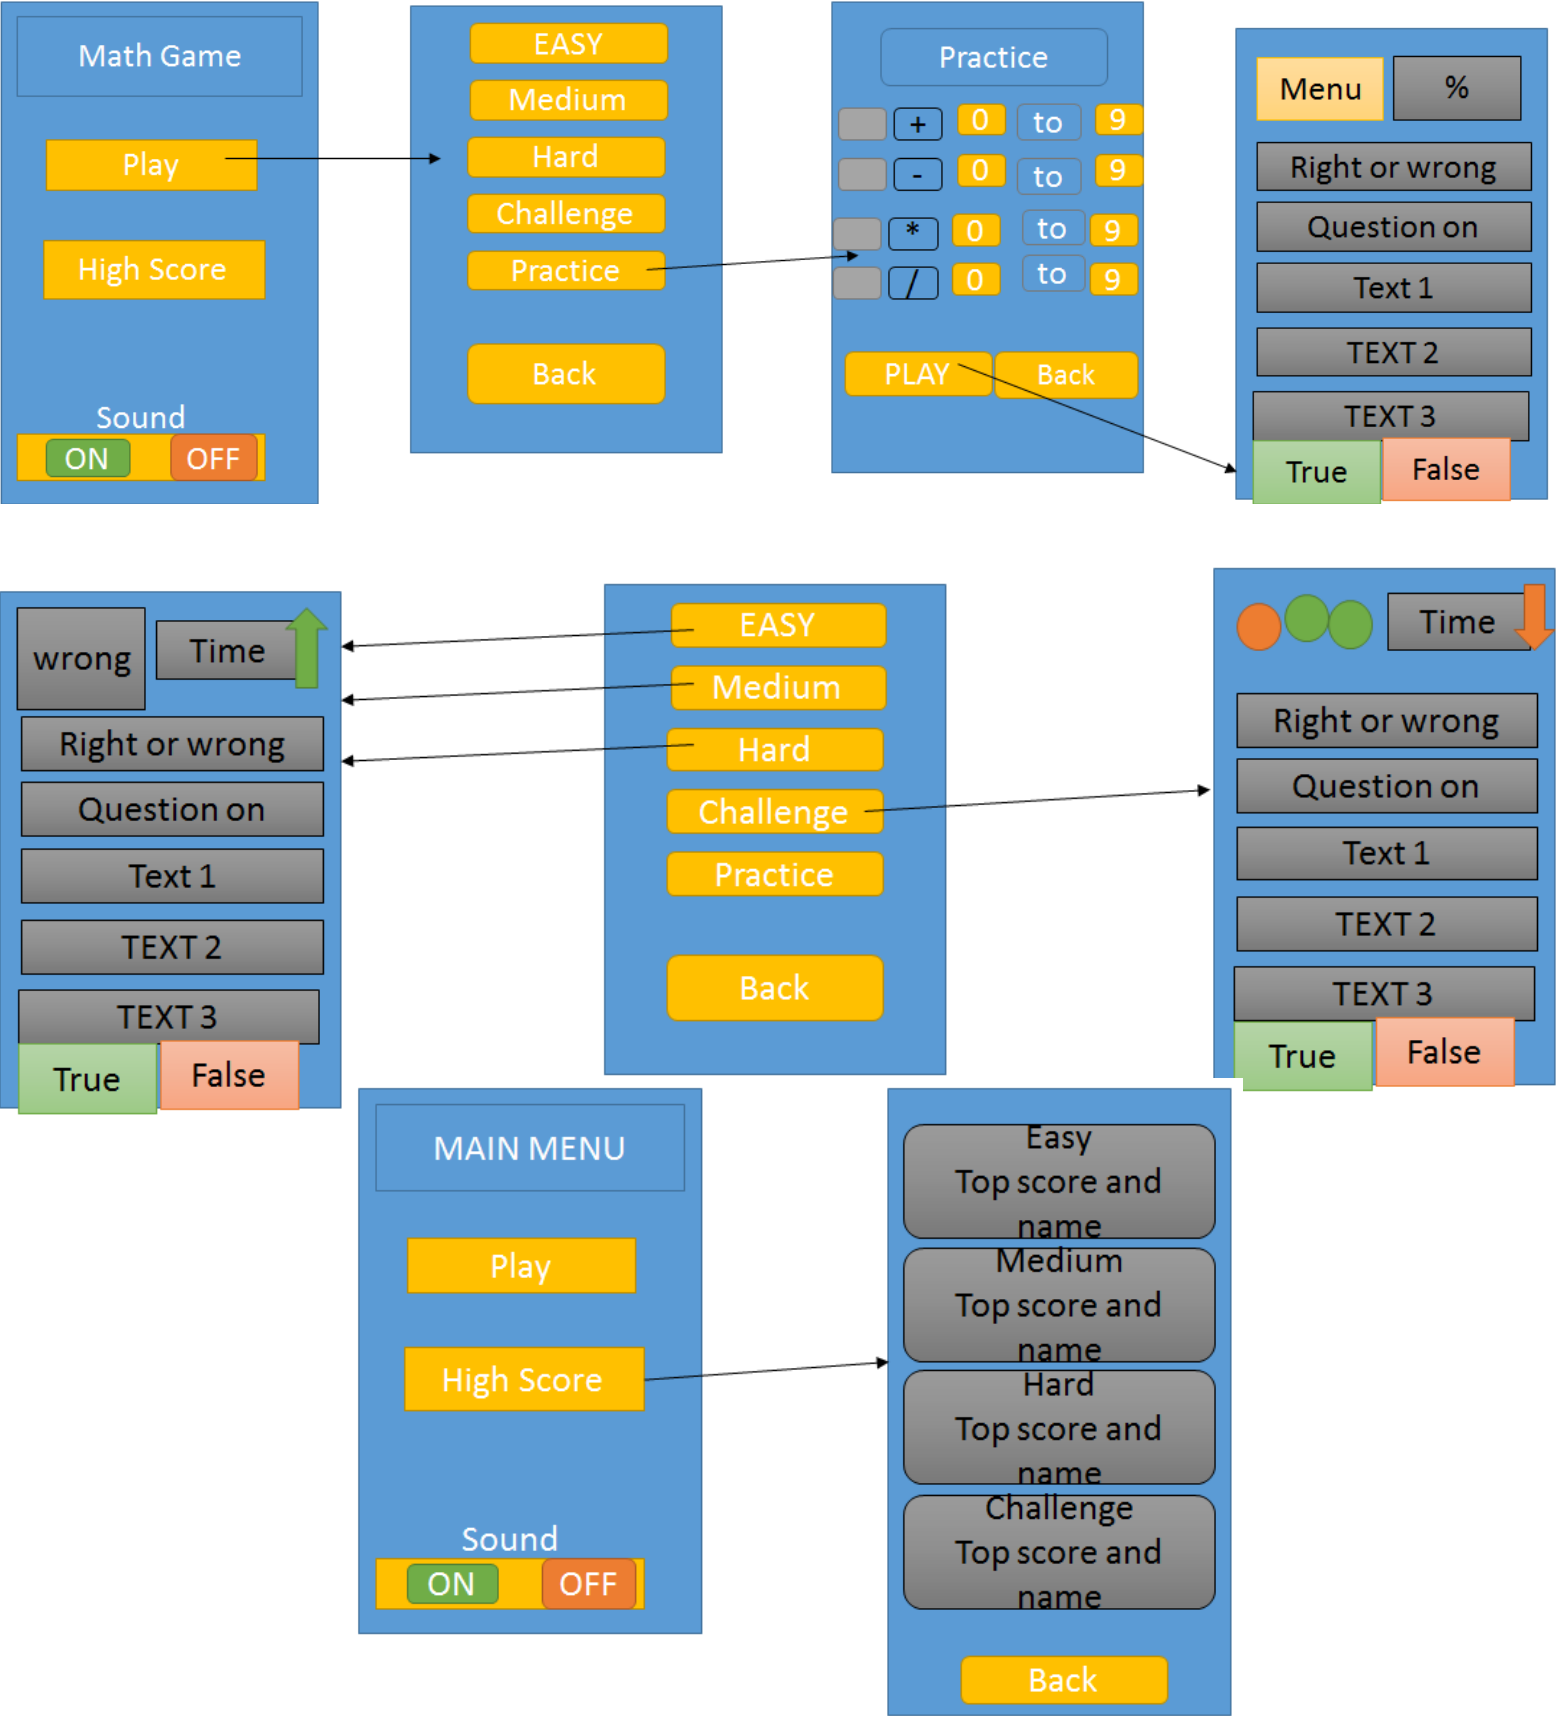 Math Game
Play
High Score
Sound
ON OFF
EASY
Medium
Hard
Challenge
Practice
Back
Practice
+ 0 to 9
- 0 to 9
* 0 to 9
/ 0 to 9
PLAY Back
Menu %
Right or wrong
Question on
Text 1
TEXT 2
TEXT 3
True False
wrong Time
Right or wrong
Question on
Text 1
TEXT 2
TEXT 3
True False
EASY
Medium
Hard
Challenge
Practice
Back
Time
Right or wrong
Question on
Text 1
TEXT 2
TEXT 3
True False
MAIN MENU
Play
High Score
Sound
ON OFF
Easy
Top score and
name
Medium
Top score and
name
Hard
Top score and
name
Challenge
Top score and
name
Back